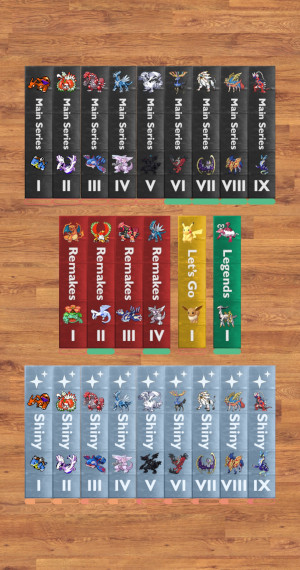 Main Series I
Main Series II
Main Series III
Main Series IV
Main Series V
Main Series VI
Main Series VII
Main Series VIII
Main Series IX
Remakes I
Remakes II
Remakes III
Remakes IV
Let's Go I
Legends I
Shiny I
Shiny II
Shiny III
Shiny IV
Shiny V
Shiny VI
Shiny VII
Shiny VIII
Shiny IX